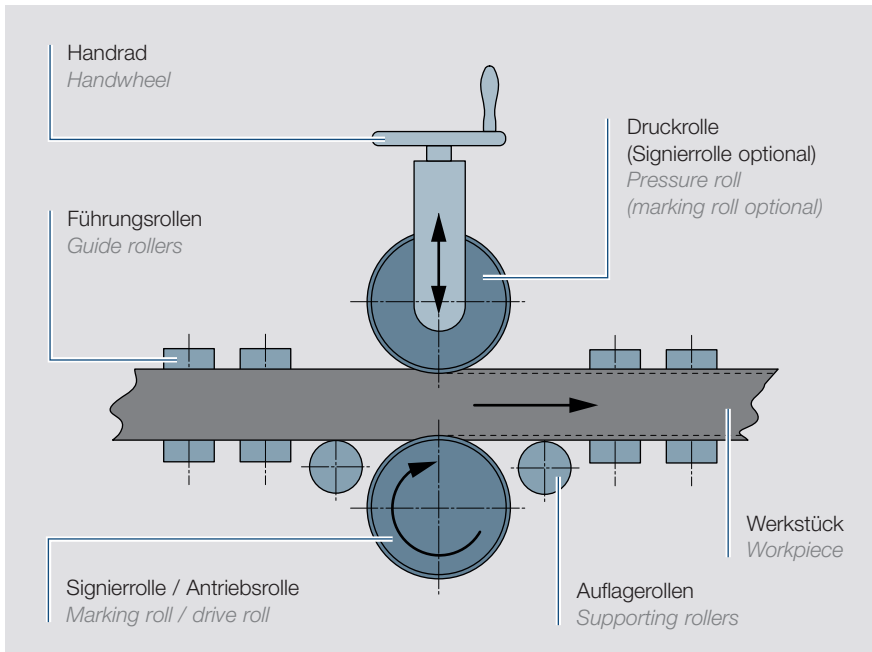 Handrad
Handwheel
Druckrolle
(Signierrolle optional)
Pressure roll
(marking roll optional)
Führungsrollen
Guide rollers
Werkstück
Workpiece
Signierrolle / Antriebsrolle
Marking roll / drive roll
Auflagerollen
Supporting rollers